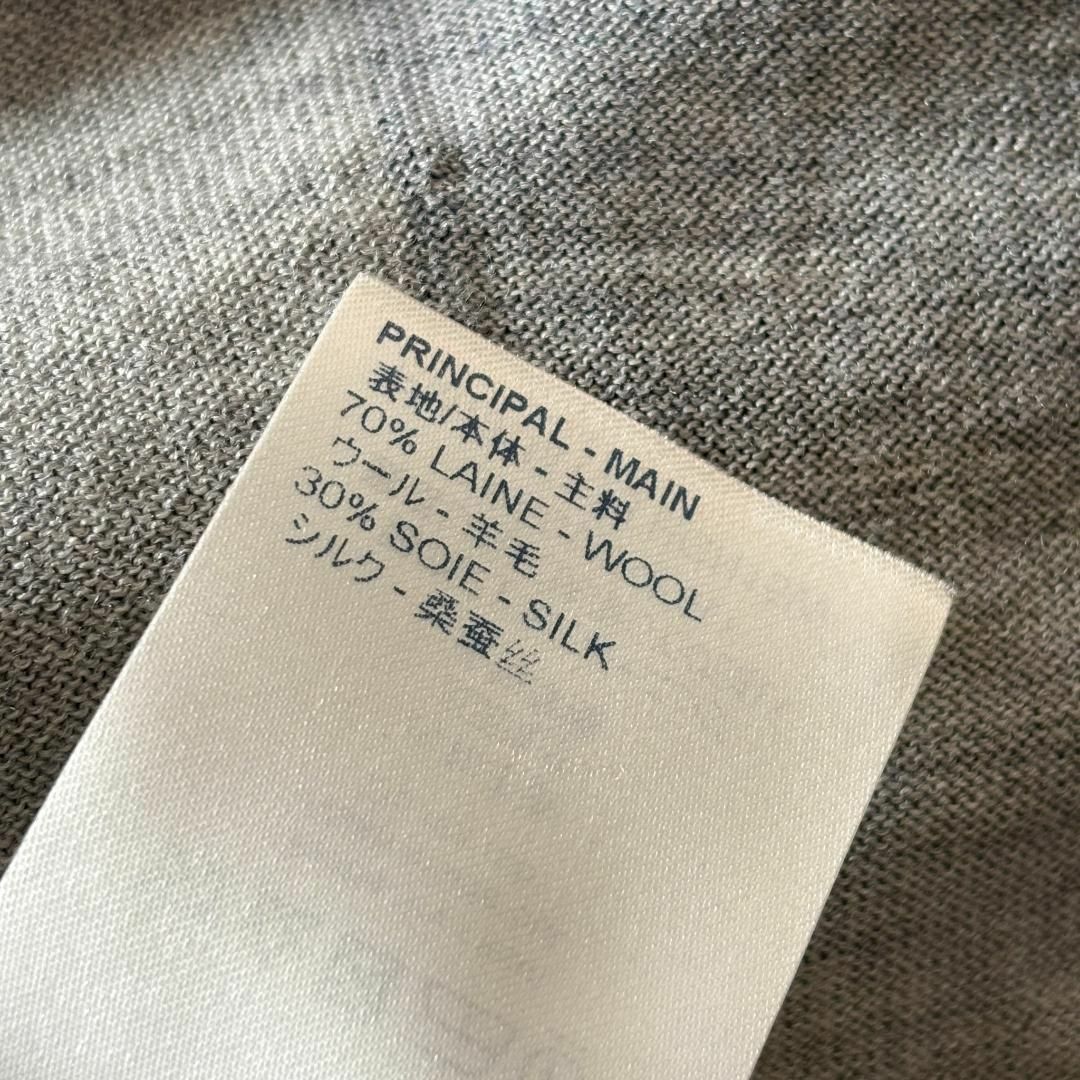 PRINCIPAL - MAIN
表地/本体 - 主料
70% LAINE - WOOL
ウール - 羊毛
30% SOIE - SILK
シルク - 桑蚕丝